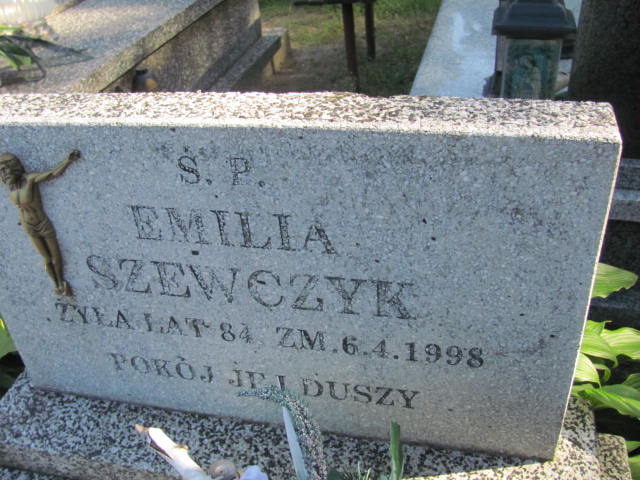 Ś. P.
EMILIA
SZEWCZYK
ŻYŁA LAT 84 ZM. 6.4.1998
POKÓJ JEJ DUSZY